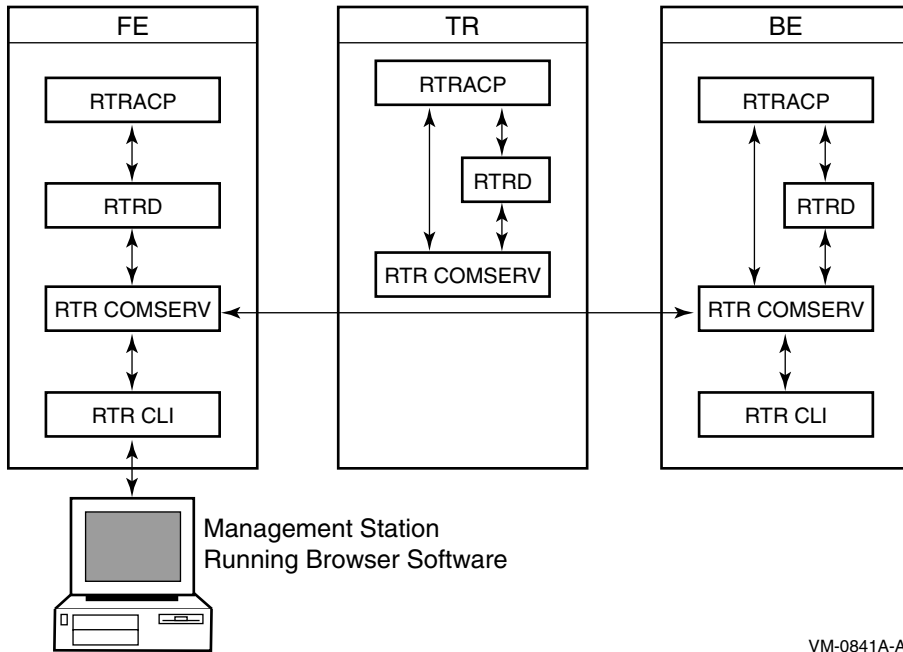 FE
RTRACP
RTRD
RTR COMSERV
RTR CLI
TR
RTRACP
RTRD
RTR COMSERV
BE
RTRACP
RTRD
RTR COMSERV
RTR CLI
Management Station
Running Browser Software
VM-0841A-A